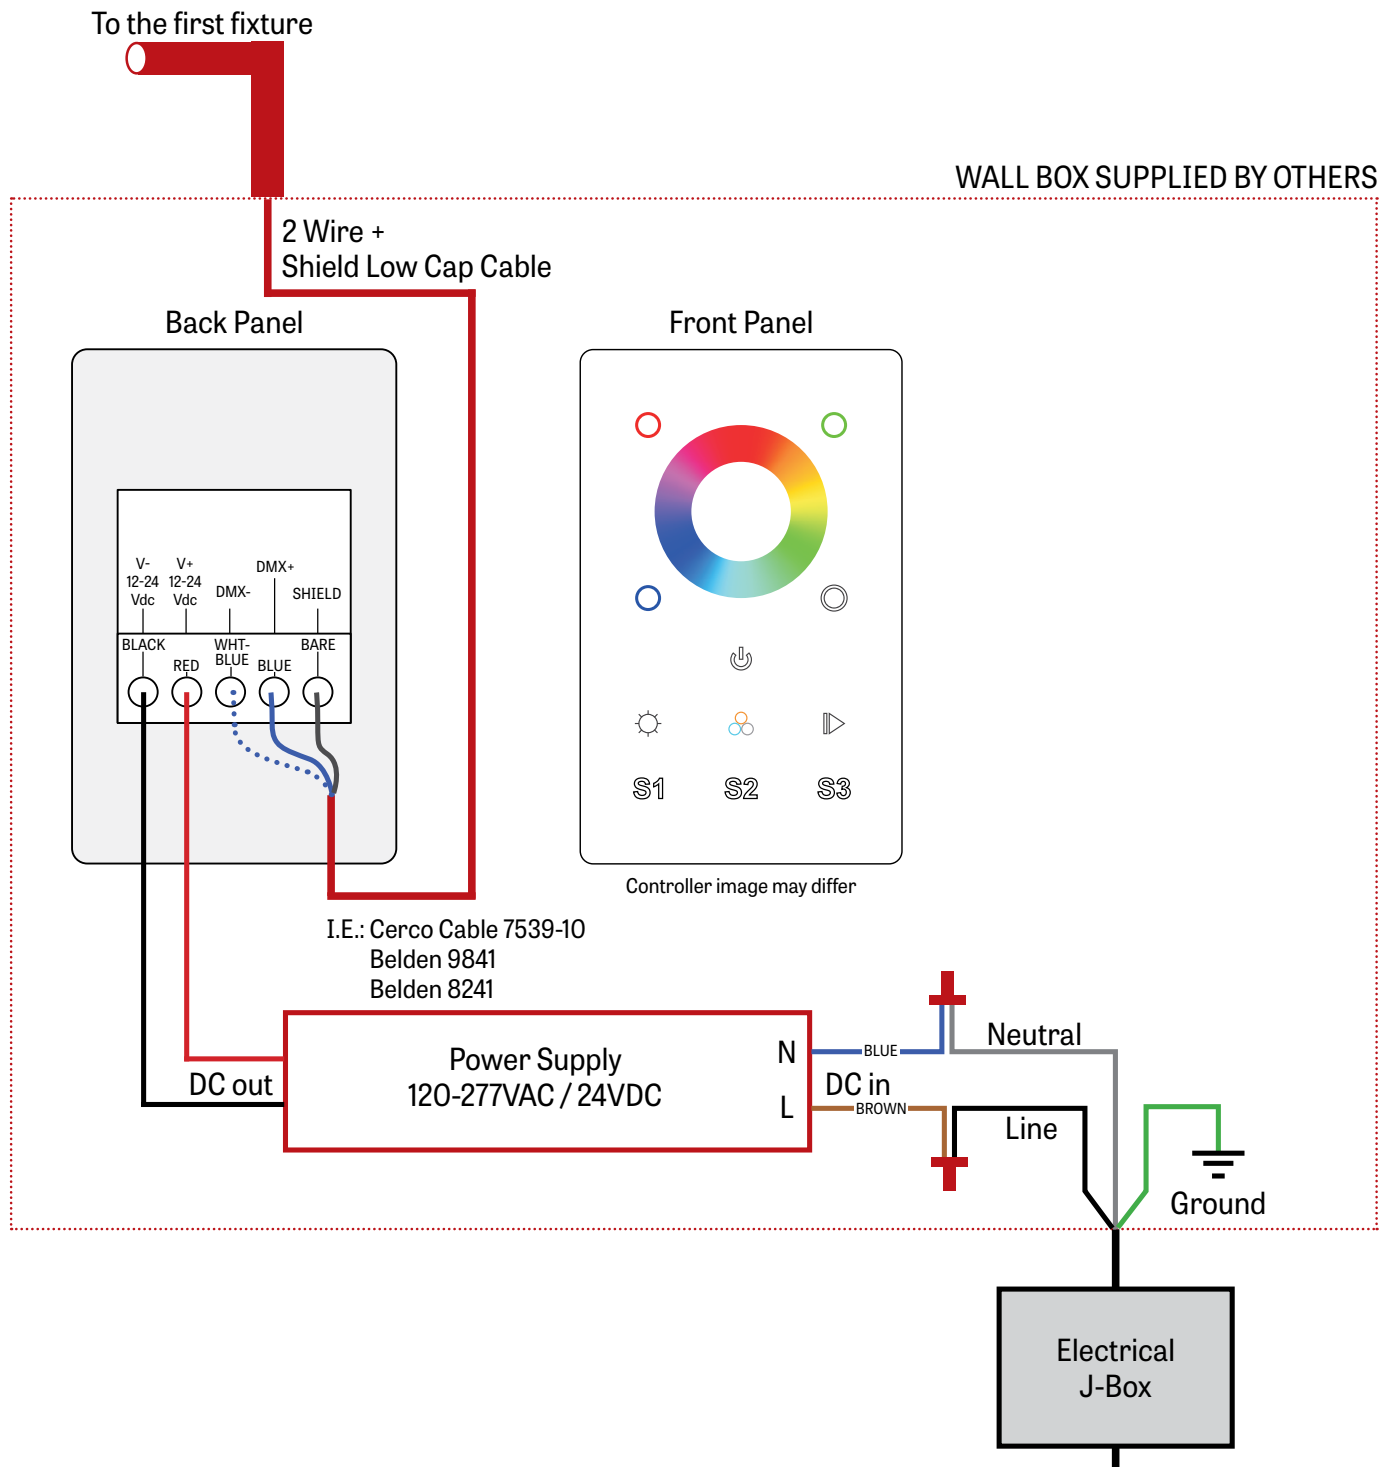 To the first fixture
WALL BOX SUPPLIED BY OTHERS
2 Wire +
Shield Low Cap Cable
Back Panel
Front Panel
V-
12-24
Vdc
V+
12-24
Vdc
DMX-
DMX+
SHIELD
BLACK
RED
WHT-
BLUE
BLUE
BARE
S1
S2
S3
Controller image may differ
I.E.: Cerco Cable 7539-10
Belden 9841
Belden 8241
Power Supply
120-277VAC / 24VDC
N
L
DC out
DC in
BLUE
BROWN
Neutral
Line
Ground
Electrical
J-Box